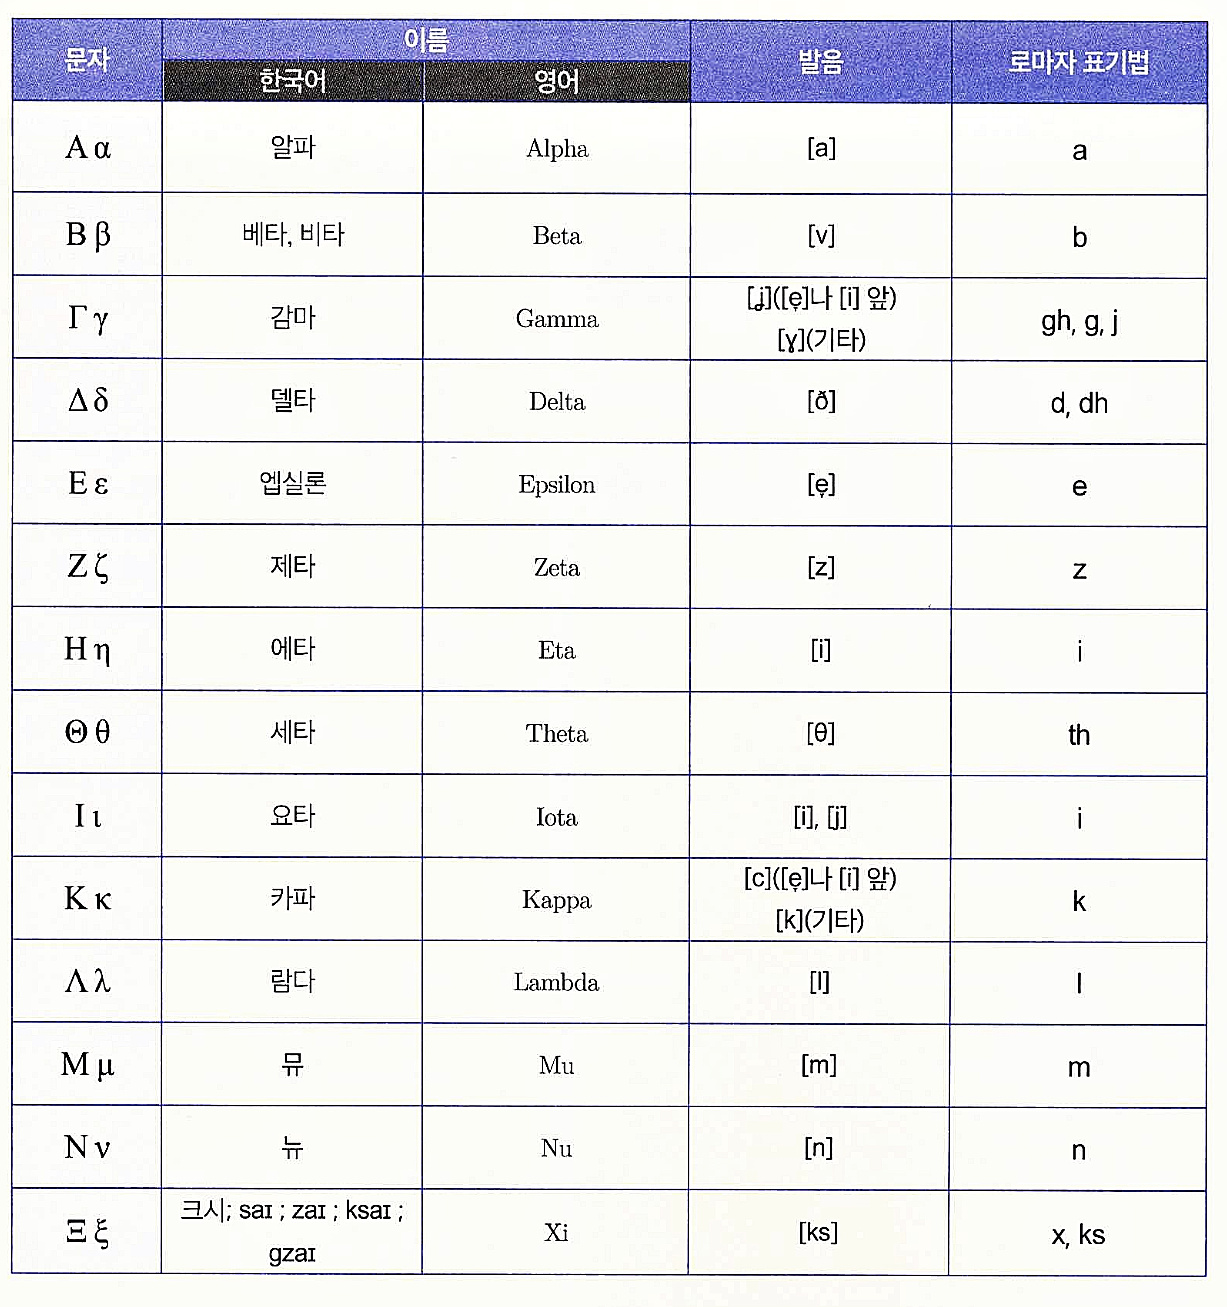 문자 이름 발음 로마자 표기법
한국어 영어
Α α 알파 Alpha [a] a
Β β 베타, 비타 Beta [v] b
Γ γ 감마 Gamma [ʝ]([e̞]나 [i] 앞) gh, g, j
[ɣ](기타)
Δ δ 델타 Delta [ð] d, dh
Ε ε 엡실론 Epsilon [e̞] e
Ζ ζ 제타 Zeta [z] z
Η η 에타 Eta [i] i
Θ θ 세타 Theta [θ] th
Ι ι 요타 Iota [i], [j] i
Κ κ 카파 Kappa [c]([e̞]나 [i] 앞) k
[k](기타)
Λ λ 람다 Lambda [l] l
Μ μ 뮤 Mu [m] m
Ν ν 뉴 Nu [n] n
Ξ ξ 크시; saɪ ; zaɪ ; ksaɪ ; Xi [ks] x, ks
gzaɪ